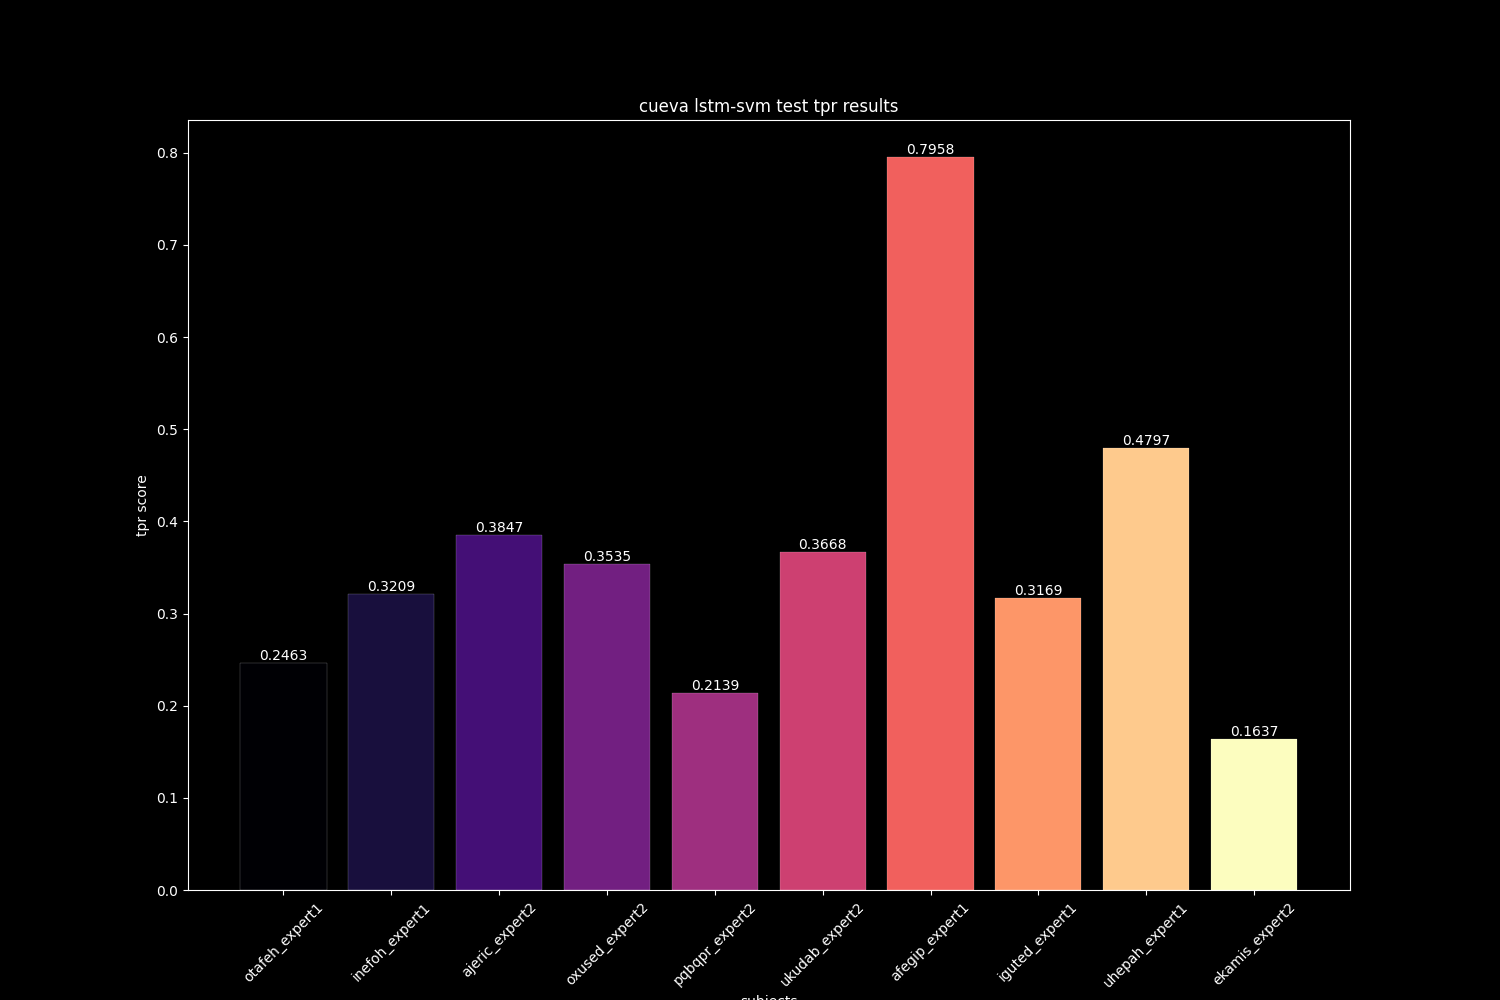 cueva lstm-svm test tpr results
0.8
0.7
0.6
0.5
0.4
0.3
0.2
0.1
0.0
tpr score
0.2463
0.3209
0.3847
0.3535
0.2139
0.3668
0.7958
0.3169
0.4797
0.1637
otafeh_expert1
inefoh_expert1
ajeric_expert2
oxused_expert2
pqbqpr_expert2
ukudab_expert2
afegip_expert1
iguted_expert1
uhepah_expert1
ekamis_expert2
subjects